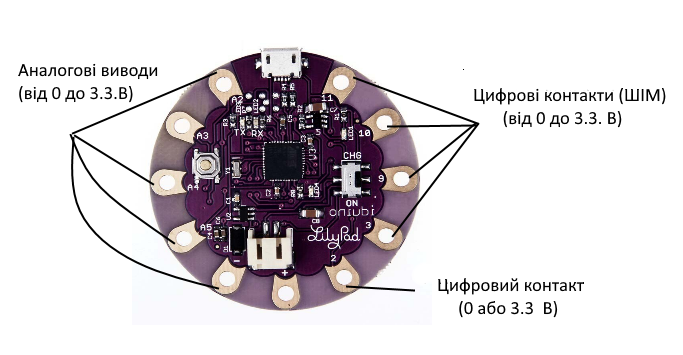 Аналогові виводи
(від 0 до 3.3.В)
Цифрові контакти (ШІМ)
(від 0 до 3.3. В)
11
A3
TX
RX
10
CHG
A4
9
ON
oniubi
A5
3
LilyPad
2
-
+
Цифровий контакт
(0 або 3.3 В)